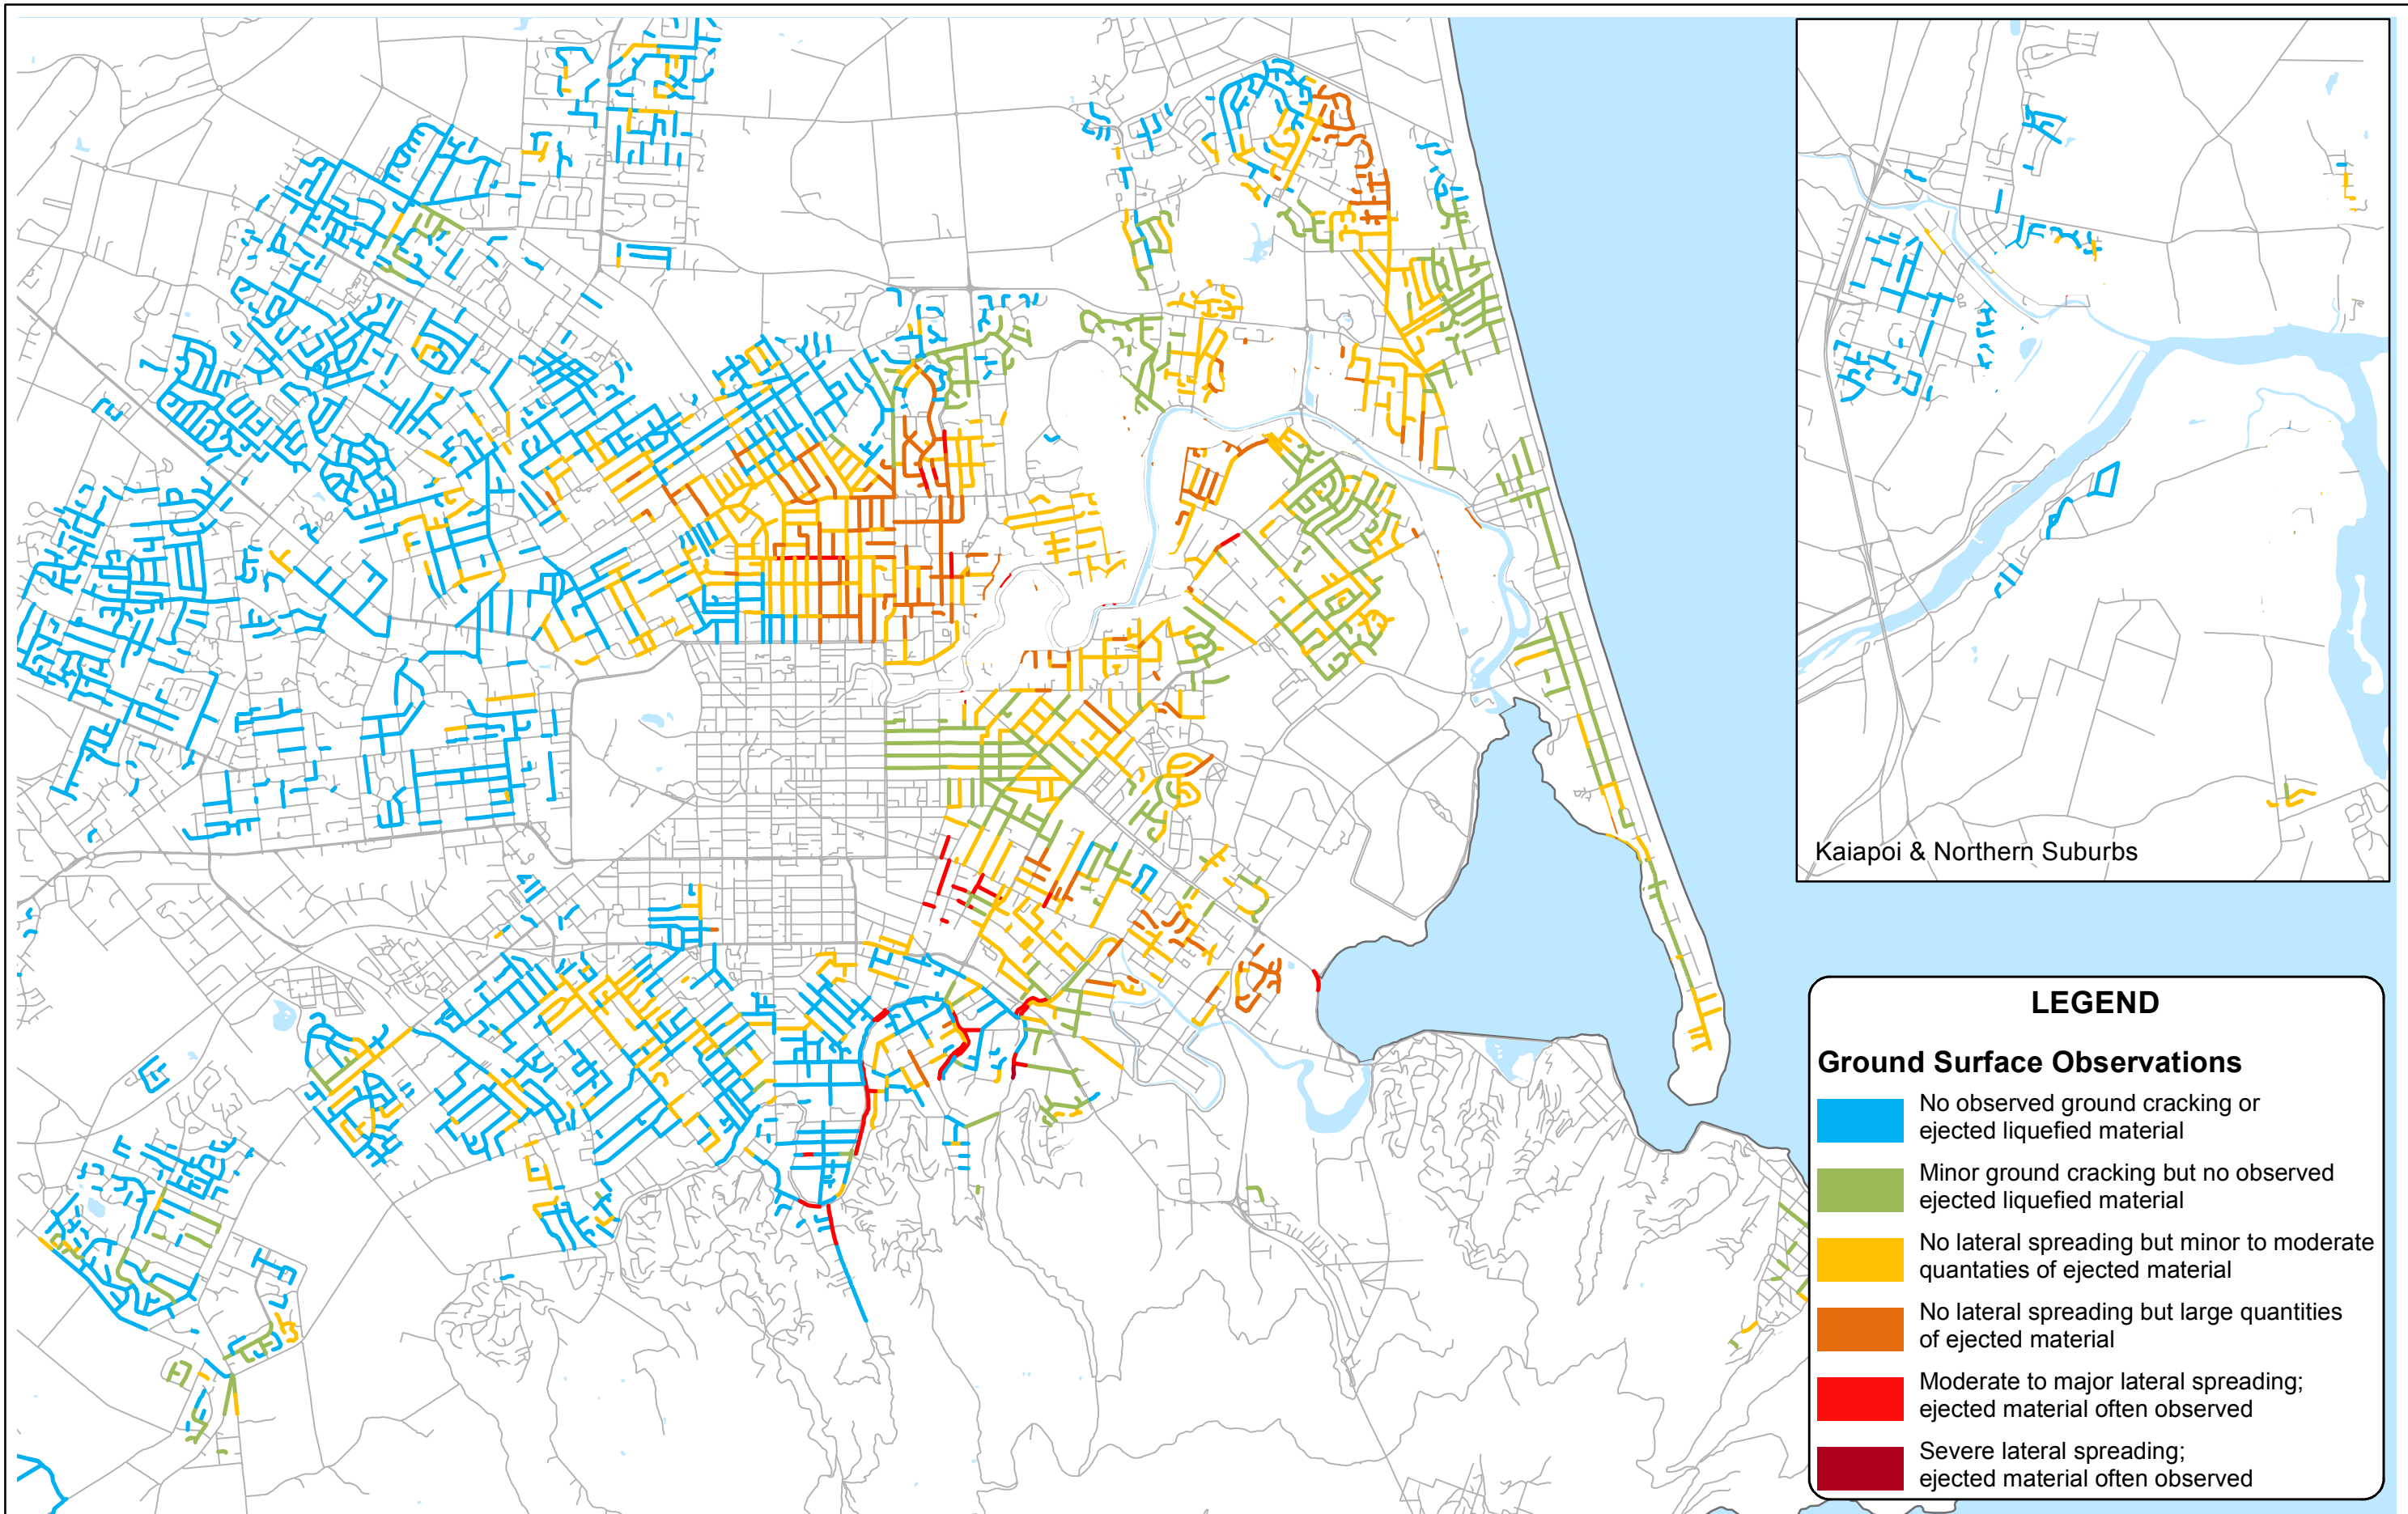 Kaiapoi & Northern Suburbs
LEGEND
Ground Surface Observations
No observed ground cracking or
ejected liquefied material
Minor ground cracking but no observed
ejected liquefied material
No lateral spreading but minor to moderate
quantaties of ejected material
No lateral spreading but large quantities
of ejected material
Moderate to major lateral spreading;
ejected material often observed
Severe lateral spreading;
ejected material often observed